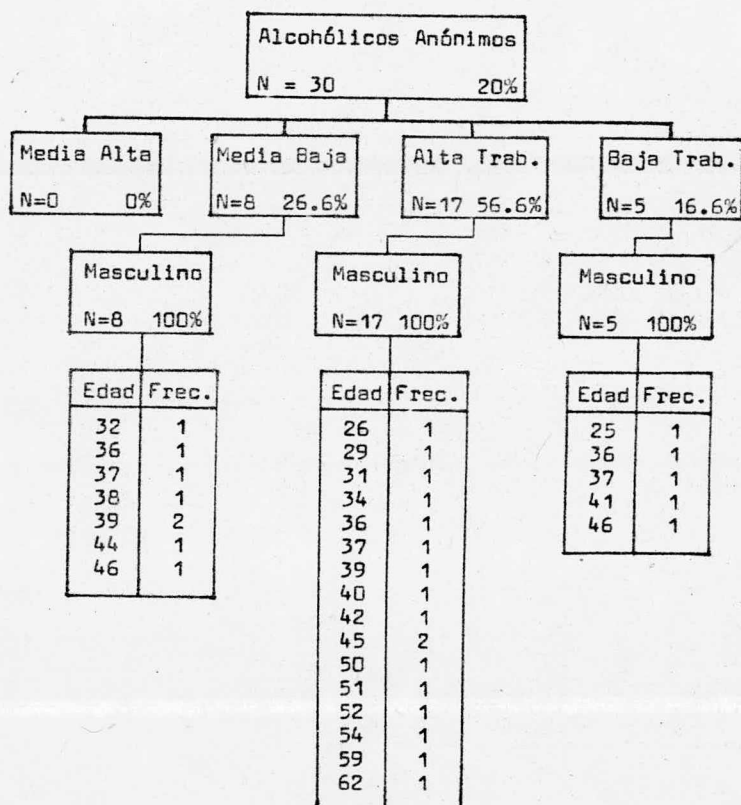 Alcohólicos Anónimos
N = 30 20%
Media Alta
N=0 0%
Media Baja
N=8 26.6%
Alta Trab.
N=17 56.6%
Baja Trab.
N=5 16.6%
Masculino
N=8 100%
Masculino
N=17 100%
Masculino
N=5 100%
Edad Frec.
32 1
36 1
37 1
38 1
39 2
44 1
46 1
Edad Frec.
26 1
29 1
31 1
34 1
36 1
37 1
39 1
40 1
42 1
45 2
50 1
51 1
52 1
54 1
59 1
62 1
Edad Frec.
25 1
36 1
37 1
41 1
46 1